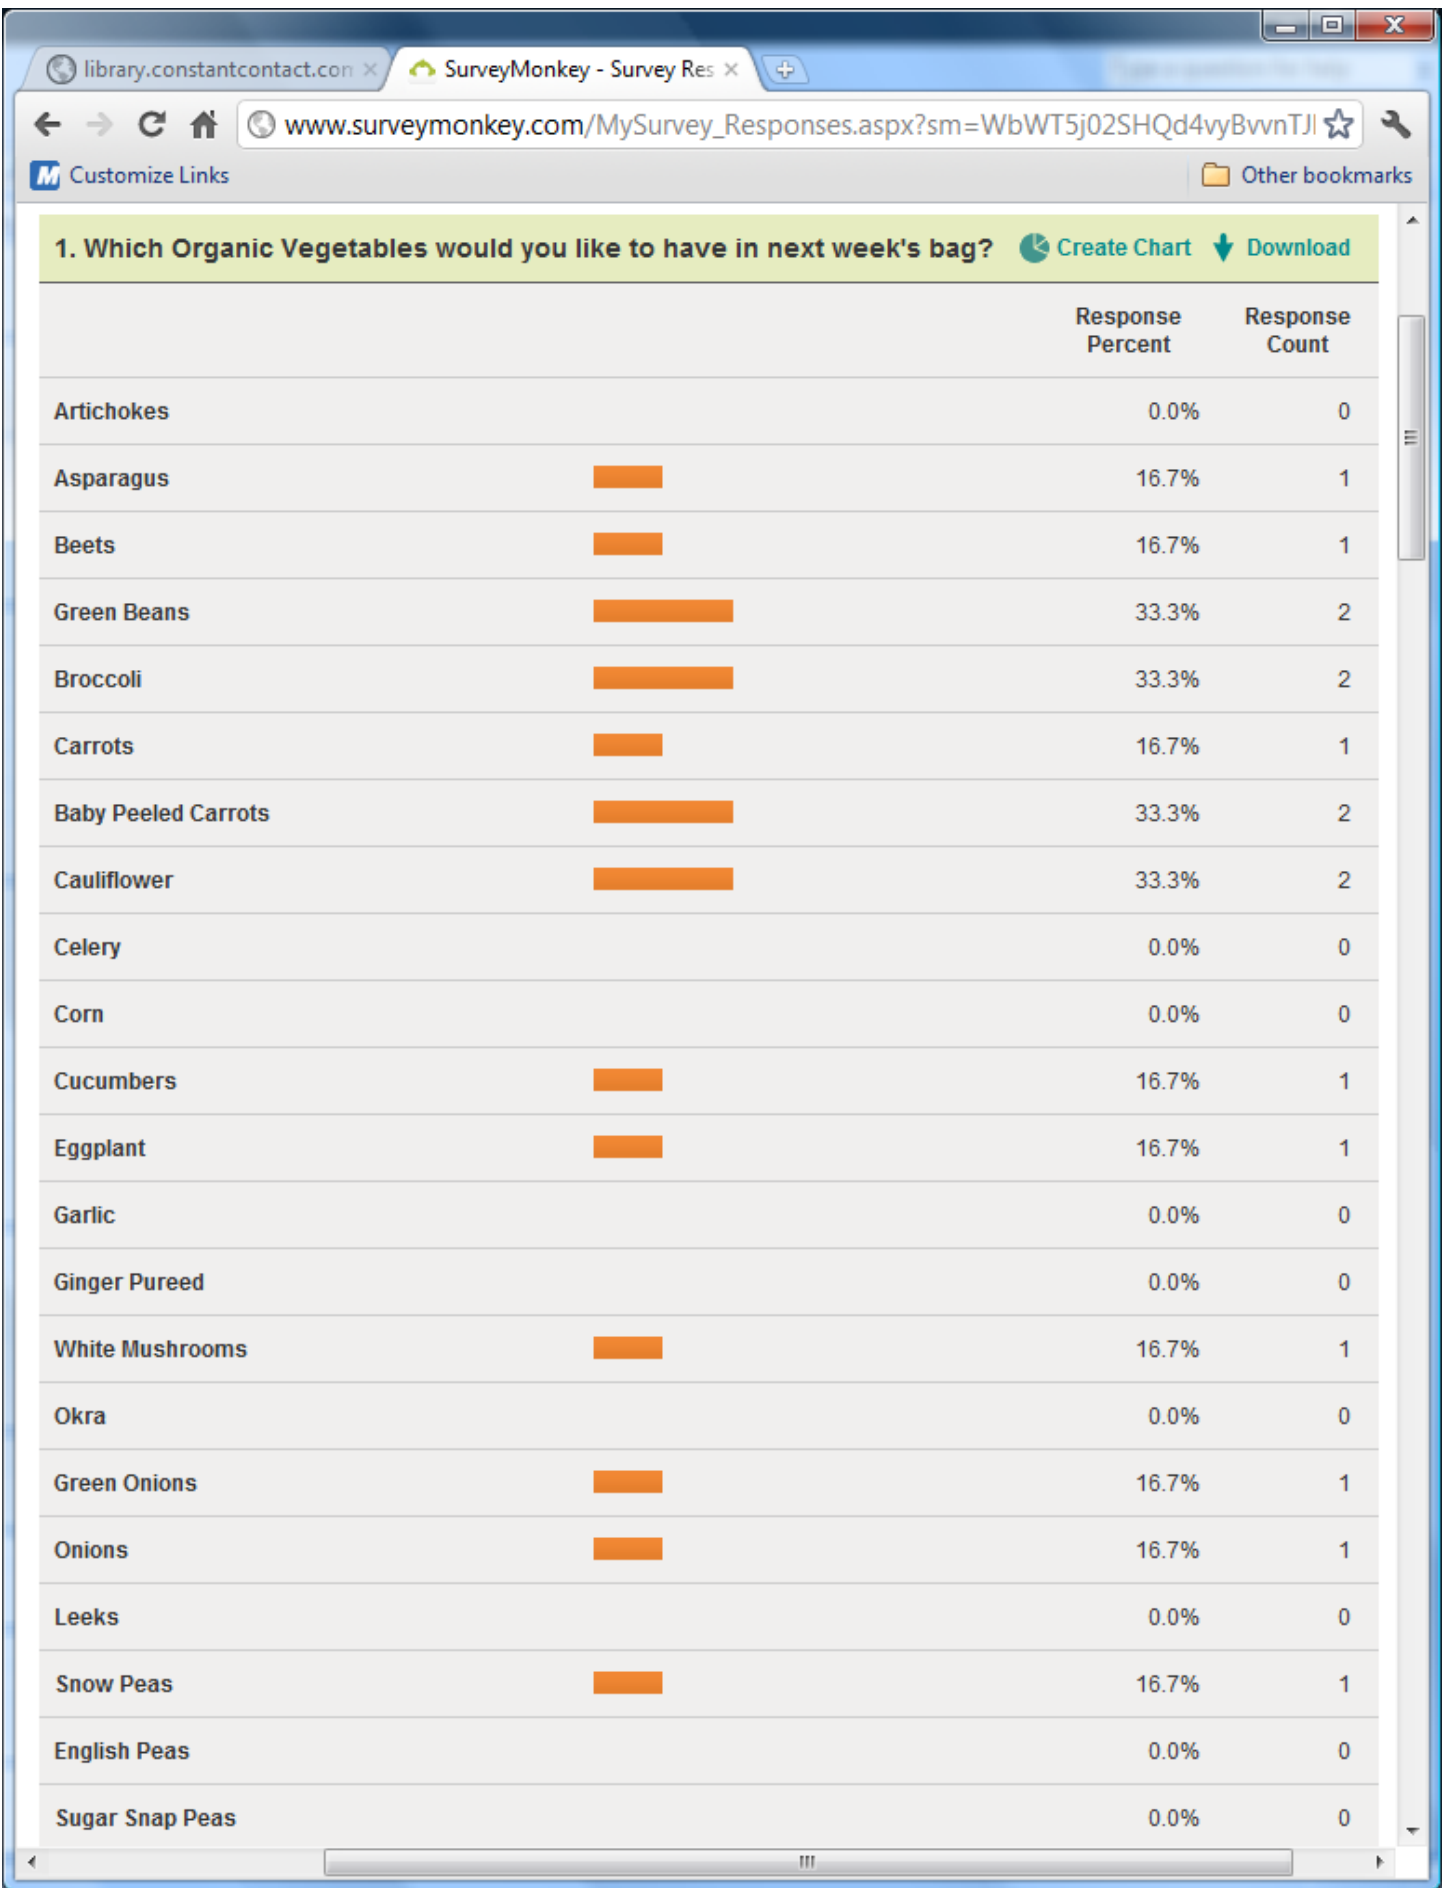 library.constantcontact.con
SurveyMonkey - Survey Res
www.surveymonkey.com/MySurvey_Responses.aspx?sm=WbWT5j02SHQd4vyBvvnTJI
Customize Links Other bookmarks
1. Which Organic Vegetables would you like to have in next week's bag? Create Chart Download
Response Percent Response Count
Artichokes 0.0% 0
Asparagus 16.7% 1
Beets 16.7% 1
Green Beans 33.3% 2
Broccoli 33.3% 2
Carrots 16.7% 1
Baby Peeled Carrots 33.3% 2
Cauliflower 33.3% 2
Celery 0.0% 0
Corn 0.0% 0
Cucumbers 16.7% 1
Eggplant 16.7% 1
Garlic 0.0% 0
Ginger Pureed 0.0% 0
White Mushrooms 16.7% 1
Okra 0.0% 0
Green Onions 16.7% 1
Onions 16.7% 1
Leeks 0.0% 0
Snow Peas 16.7% 1
English Peas 0.0% 0
Sugar Snap Peas 0.0% 0